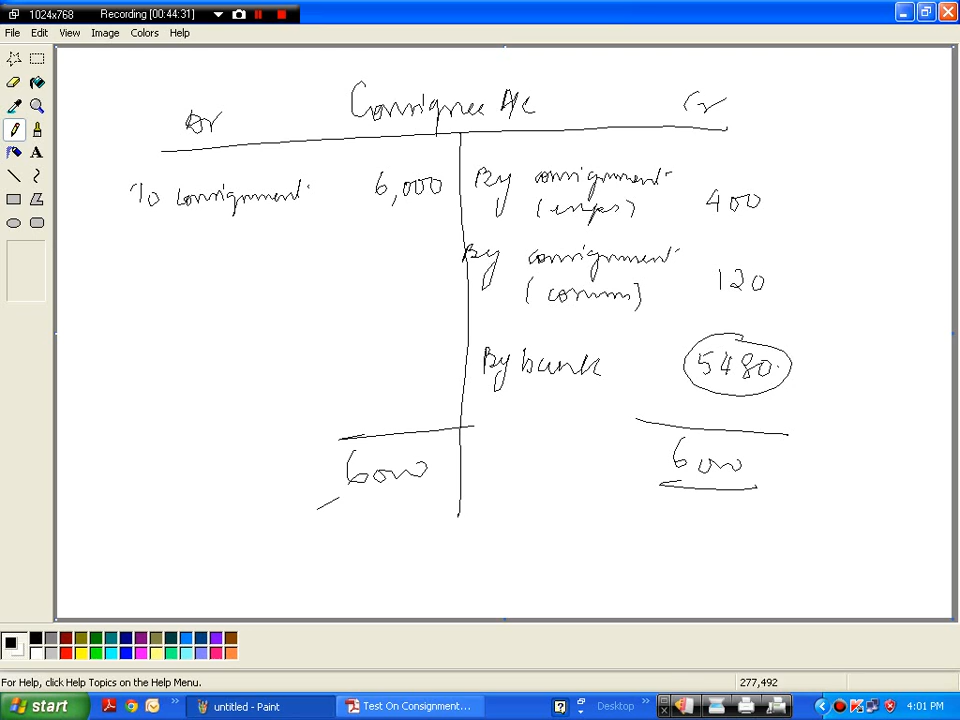 1024x768 Recording [00:44:31]
File Edit View Image Colors Help
Consignee A/c
Dr Cr
To consignment 6,000 By consignment
(exps) 400
By consignment
(comm) 120
By bank 5480
6000 6000
For Help, click Help Topics on the Help Menu. 277,492
start untitled - Paint Test On Consignment... Desktop 4:01 PM